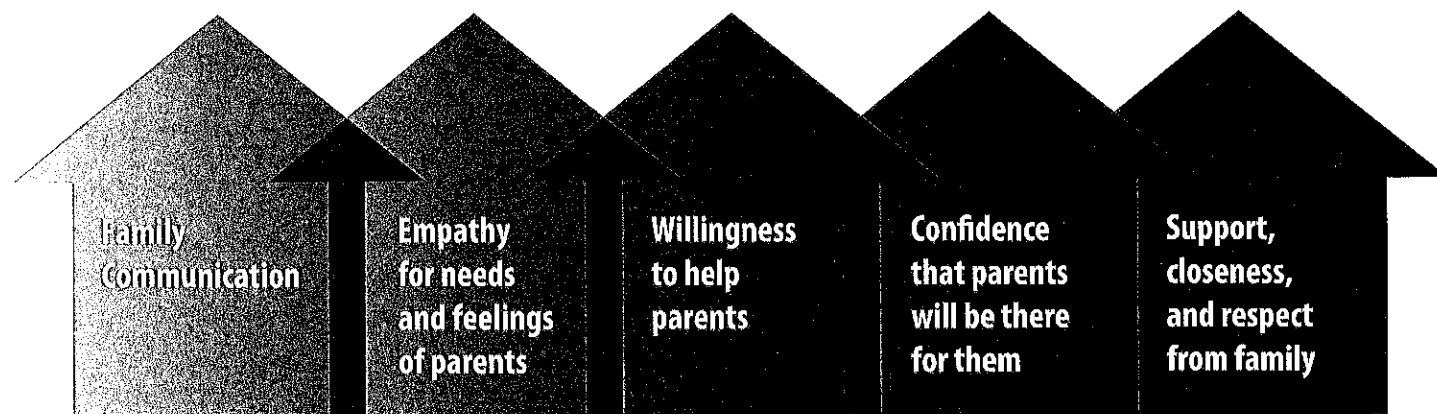 Family
Communication
Empathy
for needs
and feelings
of parents
Willingness
to help
parents
Confidence
that parents
will be there
for them
Support,
closeness,
and respect
from family